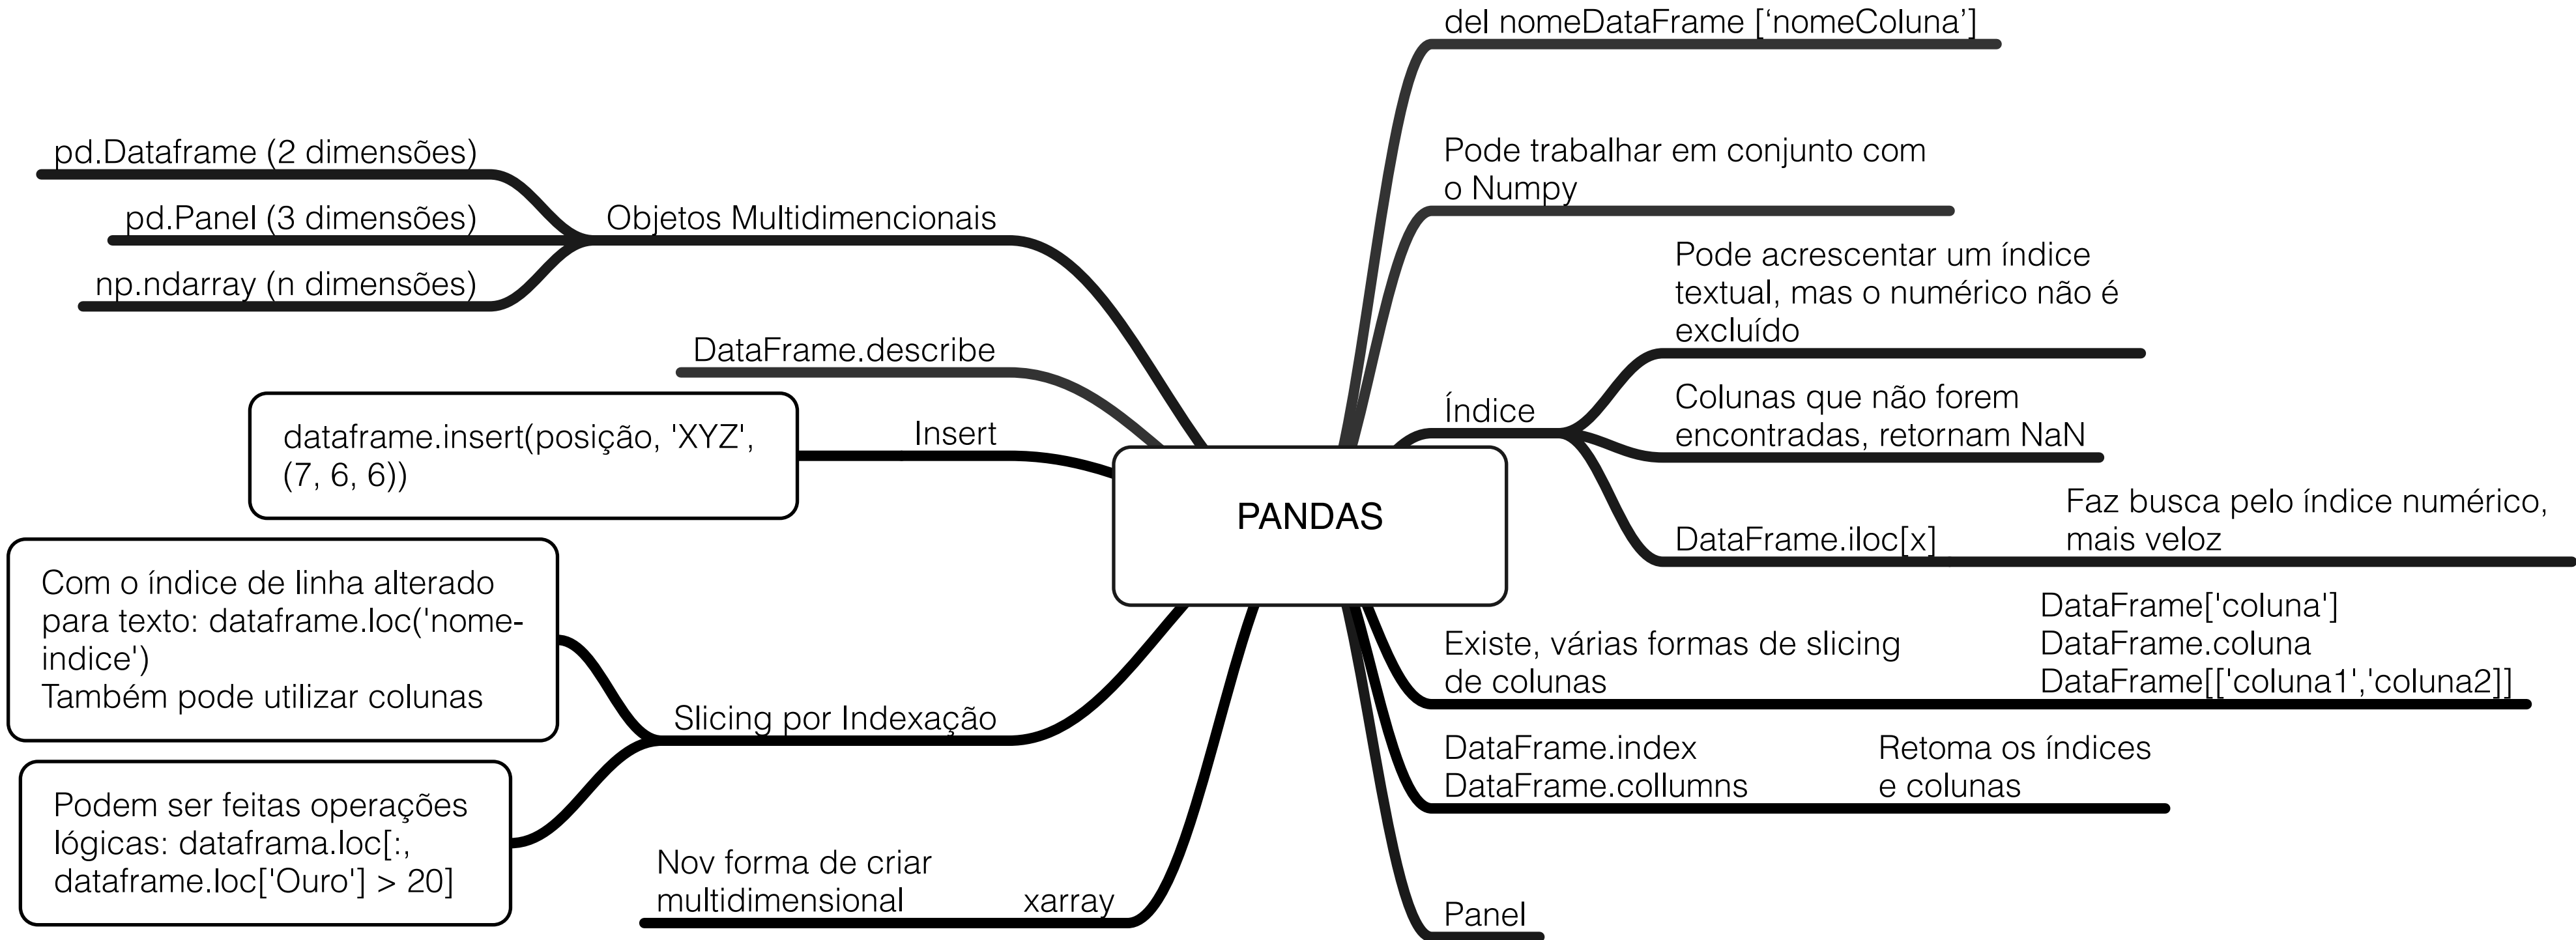 del nomeDataFrame [‘nomeColuna’]
Pode trabalhar em conjunto com
o Numpy
Pode acrescentar um índice
textual, mas o numérico não é
excluído
Índice
Colunas que não forem
encontradas, retornam NaN
DataFrame.iloc[x]
Faz busca pelo índice numérico,
mais veloz
Existe, várias formas de slicing
de colunas
DataFrame['coluna']
DataFrame.coluna
DataFrame[['coluna1','coluna2]]
DataFrame.index
DataFrame.collumns
Retoma os índices
e colunas
Panel
PANDAS
pd.Dataframe (2 dimensões)
pd.Panel (3 dimensões)
np.ndarray (n dimensões)
Objetos Multidimencionais
DataFrame.describe
Insert
dataframe.insert(posição, 'XYZ',
(7, 6, 6))
Com o índice de linha alterado
para texto: dataframe.loc('nome-
indice')
Também pode utilizar colunas
Slicing por Indexação
Podem ser feitas operações
lógicas: dataframa.loc[:,
dataframe.loc['Ouro'] > 20]
Nov forma de criar
multidimensional
xarray